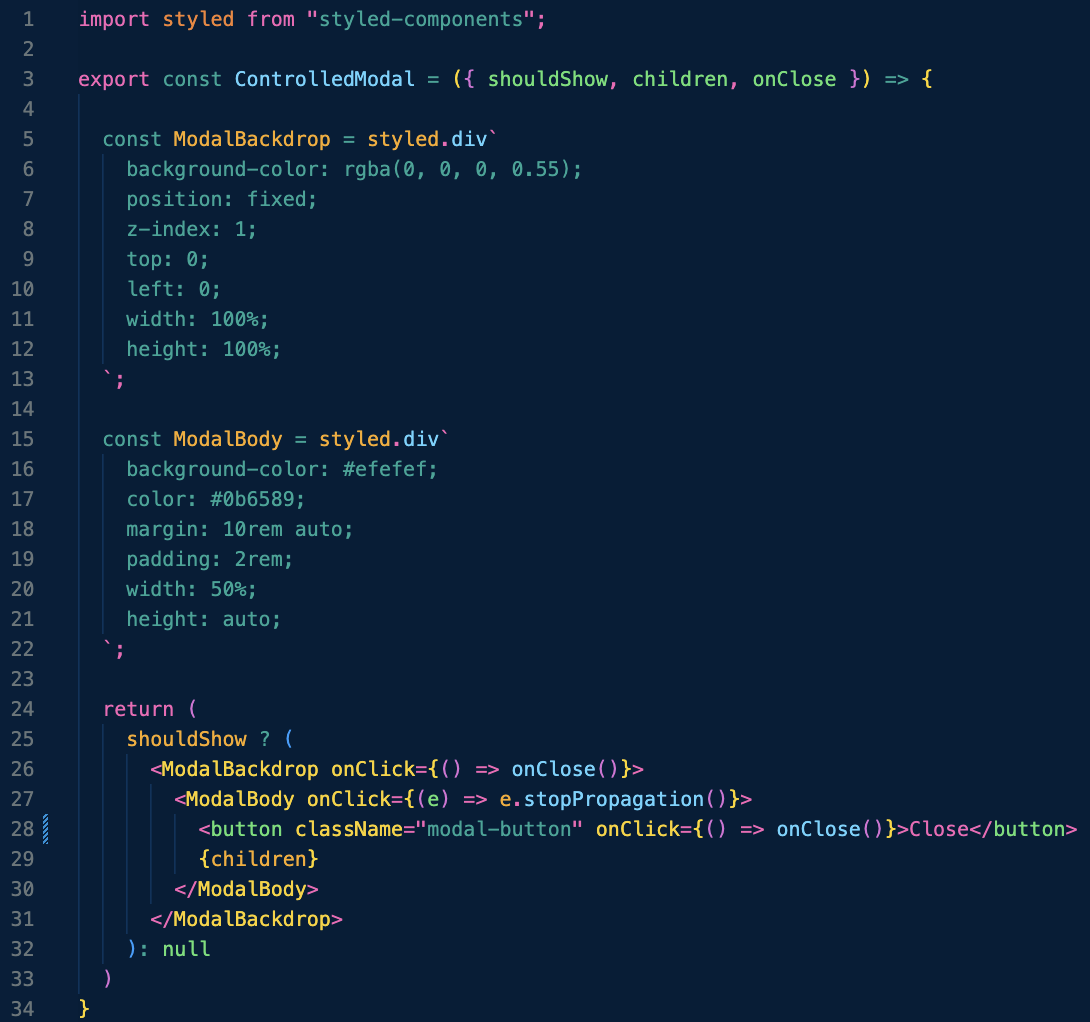 1 import styled from "styled-components";
2
3 export const ControlledModal = ({ shouldShow, children, onClose }) => {
4
5   const ModalBackdrop = styled.div`
6     background-color: rgba(0, 0, 0, 0.55);
7     position: fixed;
8     z-index: 1;
9     top: 0;
10     left: 0;
11     width: 100%;
12     height: 100%;
13   `;
14
15   const ModalBody = styled.div`
16     background-color: #efefef;
17     color: #0b6589;
18     margin: 10rem auto;
19     padding: 2rem;
20     width: 50%;
21     height: auto;
22   `;
23
24   return (
25     shouldShow ? (
26       <ModalBackdrop onClick={() => onClose()}>
27         <ModalBody onClick={(e) => e.stopPropagation()}>
28           <button className="modal-button" onClick={() => onClose()}>Close</button>
29           {children}
30         </ModalBody>
31       </ModalBackdrop>
32     ): null
33   )
34 }